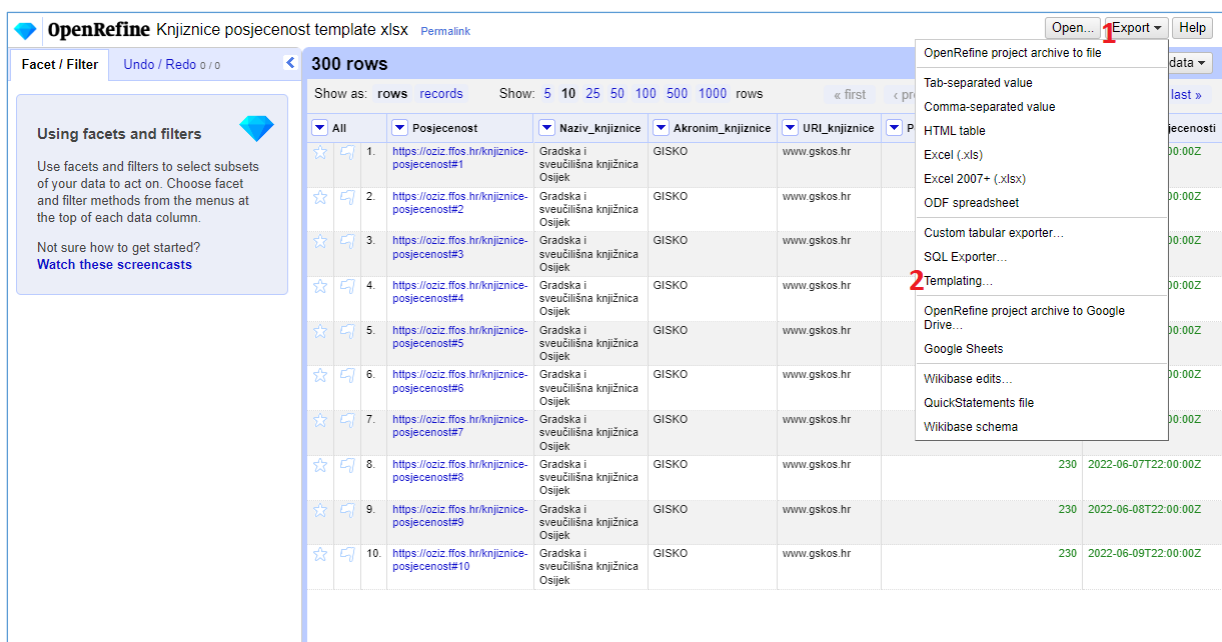 OpenRefine Knjiznice posjecenost template xlsx Permalink
Open... 1 Export Help
Facet / Filter Undo / Redo 0 / 0
300 rows
data
Show as: rows records Show: 5 10 25 50 100 500 1000 rows « first ‹ pr last »
Using facets and filters
Use facets and filters to select subsets
of your data to act on. Choose facet
and filter methods from the menus at
the top of each data column.
Not sure how to get started?
Watch these screencasts
OpenRefine project archive to file
Tab-separated value
Comma-separated value
HTML table
Excel (.xls)
Excel 2007+ (.xlsx)
ODF spreadsheet
Custom tabular exporter...
SQL Exporter...
2 Templating...
OpenRefine project archive to Google
Drive...
Google Sheets
Wikibase edits...
QuickStatements file
Wikibase schema
All Posjecenost Naziv_knjiznice Akronim_knjiznice URI_knjiznice P jecenosti
1. https://oziz.ffos.hr/knjiznice- Gradska i GISKO www.gskos.hr 00:00Z
posjecenost#1 sveučilišna knjižnica
Osijek
2. https://oziz.ffos.hr/knjiznice- Gradska i GISKO www.gskos.hr 00:00Z
posjecenost#2 sveučilišna knjižnica
Osijek
3. https://oziz.ffos.hr/knjiznice- Gradska i GISKO www.gskos.hr 00:00Z
posjecenost#3 sveučilišna knjižnica
Osijek
4. https://oziz.ffos.hr/knjiznice- Gradska i GISKO www.gskos.hr 00:00Z
posjecenost#4 sveučilišna knjižnica
Osijek
5. https://oziz.ffos.hr/knjiznice- Gradska i GISKO www.gskos.hr 00:00Z
posjecenost#5 sveučilišna knjižnica
Osijek
6. https://oziz.ffos.hr/knjiznice- Gradska i GISKO www.gskos.hr 00:00Z
posjecenost#6 sveučilišna knjižnica
Osijek
7. https://oziz.ffos.hr/knjiznice- Gradska i GISKO www.gskos.hr 00:00Z
posjecenost#7 sveučilišna knjižnica
Osijek
8. https://oziz.ffos.hr/knjiznice- Gradska i GISKO www.gskos.hr 230 2022-06-07T22:00:00Z
posjecenost#8 sveučilišna knjižnica
Osijek
9. https://oziz.ffos.hr/knjiznice- Gradska i GISKO www.gskos.hr 230 2022-06-08T22:00:00Z
posjecenost#9 sveučilišna knjižnica
Osijek
10. https://oziz.ffos.hr/knjiznice- Gradska i GISKO www.gskos.hr 230 2022-06-09T22:00:00Z
posjecenost#10 sveučilišna knjižnica
Osijek